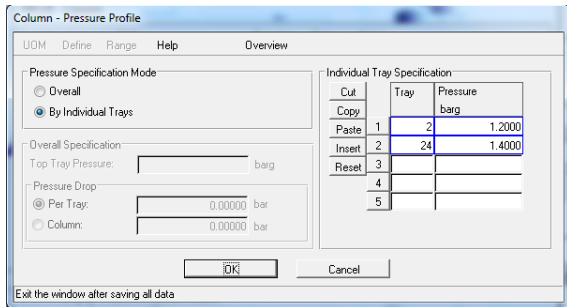 Column - Pressure Profile
UOM Define Range Help Overview
Pressure Specification Mode
Overall
By Individual Trays
Overall Specification
Top Tray Pressure: barg
Pressure Drop
Per Tray: 0.00000 bar
Column: 0.00000 bar
Individual Tray Specification
Cut
Copy
Paste
Insert
Reset
Tray Pressure
barg
1 2 1.2000
2 24 1.4000
3
4
5
OK Cancel
Exit the window after saving all data